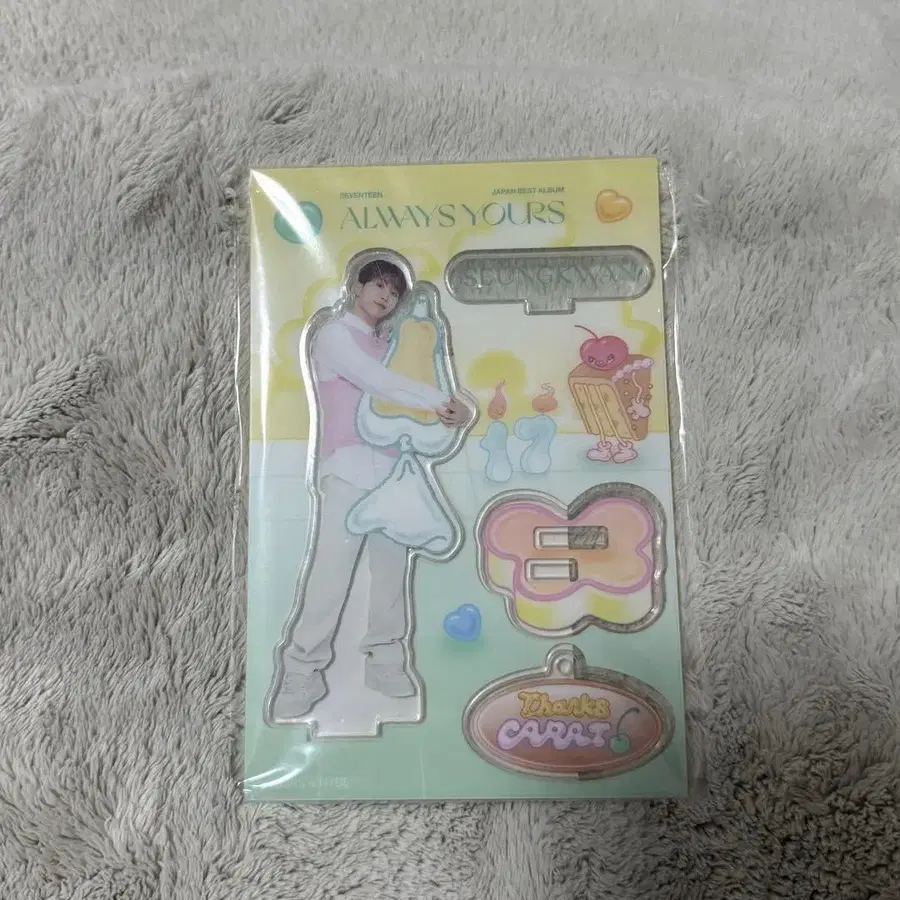 SEVENTEEN
JAPAN BEST ALBUM
ALWAYS YOURS
SEUNGKWAN
17
Thanks
CARAT